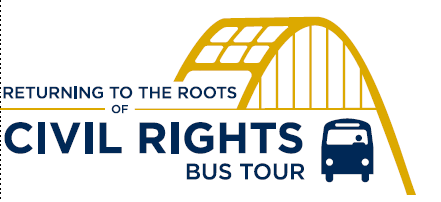 RETURNING TO THE ROOTS
OF
CIVIL RIGHTS
BUS TOUR